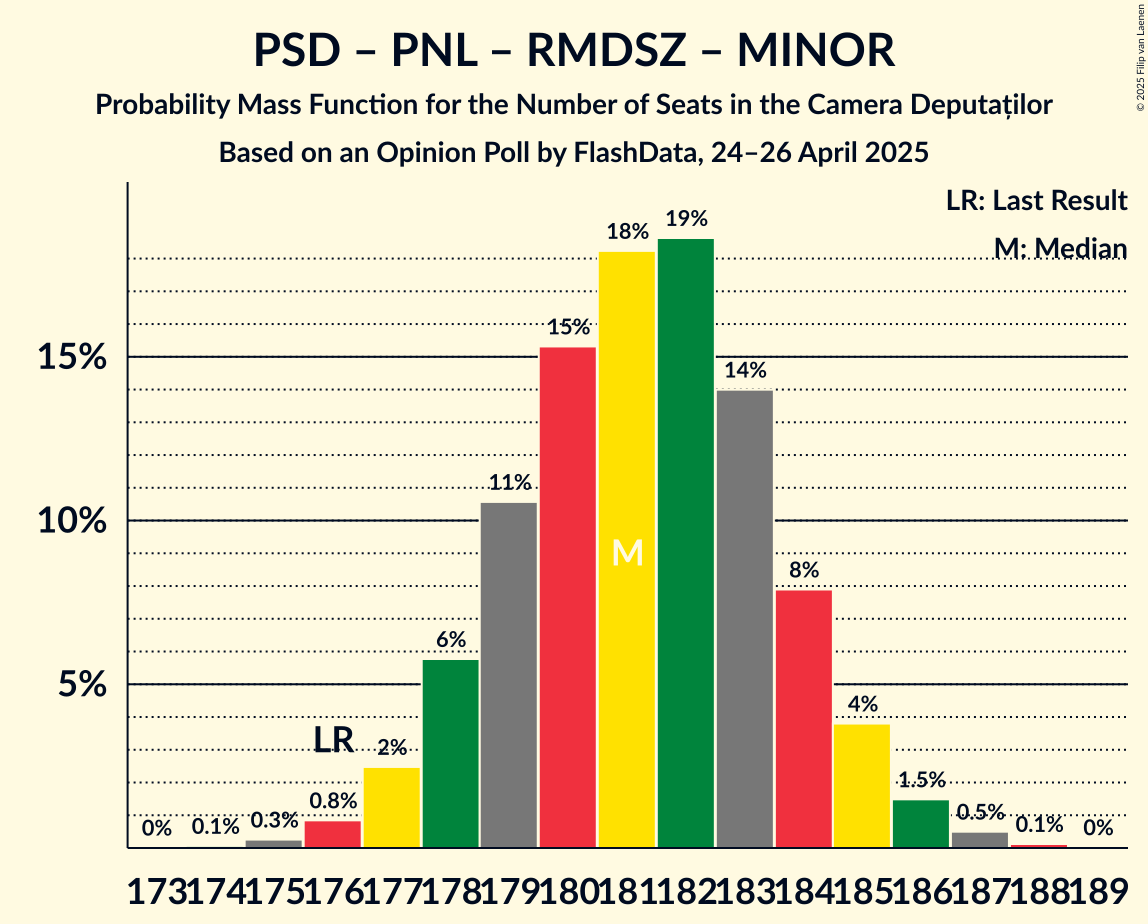 PSD – PNL – RMDSZ – MINOR
Probability Mass Function for the Number of Seats in the Camera Deputaților
Based on an Opinion Poll by FlashData, 24–26 April 2025
© 2025 Filip van Laenen
LR: Last Result
M: Median
15%
10%
5%
0%
0.1%
0.3%
0.8%
2%
6%
11%
15%
18%
19%
14%
8%
4%
1.5%
0.5%
0.1%
0%
LR
M
173 174 175 176 177 178 179 180 181 182 183 184 185 186 187 188 189